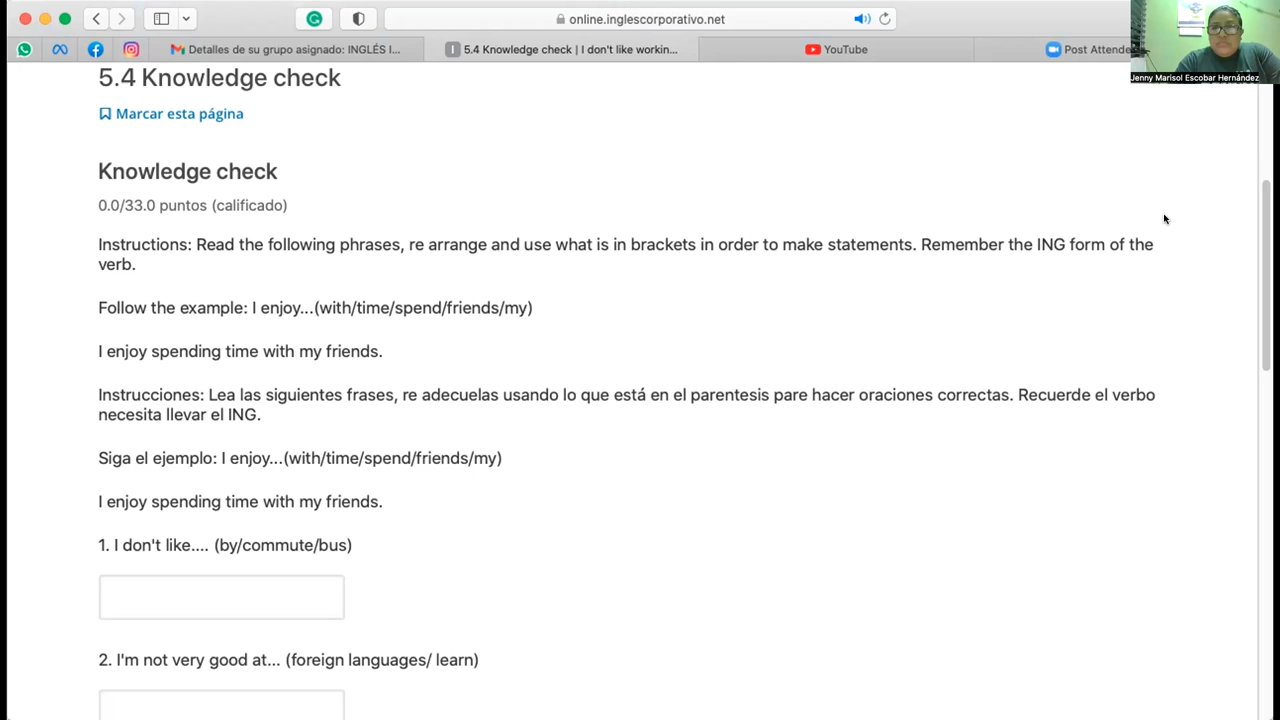 online.inglescorporativo.net
Detalles de su grupo asignado: INGLÉS I...
5.4 Knowledge check | I don't like workin...
YouTube
Post Attende
Jenny Marisol Escobar Hernández
5.4 Knowledge check
Marcar esta página
Knowledge check
0.0/33.0 puntos (calificado)
Instructions: Read the following phrases, re arrange and use what is in brackets in order to make statements. Remember the ING form of the
verb.
Follow the example: I enjoy...(with/time/spend/friends/my)
I enjoy spending time with my friends.
Instrucciones: Lea las siguientes frases, re adecuelas usando lo que está en el parentesis pare hacer oraciones correctas. Recuerde el verbo
necesita llevar el ING.
Siga el ejemplo: I enjoy...(with/time/spend/friends/my)
I enjoy spending time with my friends.
1. I don't like.... (by/commute/bus)
2. I'm not very good at... (foreign languages/ learn)